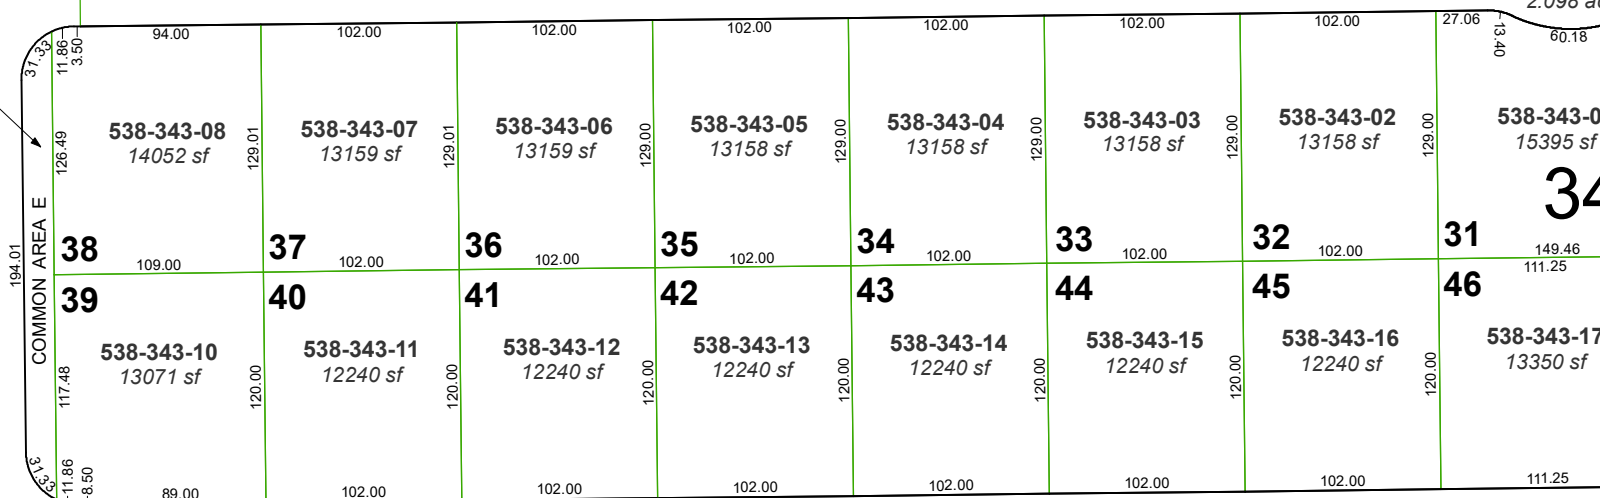 2.098 ac
94.00 102.00 102.00 102.00 102.00 102.00 102.00 27.06
31.33 11.86 3.50 13.40 60.18
538-343-08 538-343-07 538-343-06 538-343-05 538-343-04 538-343-03 538-343-02 538-343-0
14052 sf 13159 sf 13159 sf 13158 sf 13158 sf 13158 sf 13158 sf 15395 sf
126.49 129.01 129.01 129.00 129.00 129.00 129.00
34
COMMON AREA E
194.01
38 37 36 35 34 33 32 31
109.00 102.00 102.00 102.00 102.00 102.00 102.00 149.46
111.25
39 40 41 42 43 44 45 46
538-343-10 538-343-11 538-343-12 538-343-13 538-343-14 538-343-15 538-343-16 538-343-17
13071 sf 12240 sf 12240 sf 12240 sf 12240 sf 12240 sf 12240 sf 13350 sf
117.48 120.00 120.00 120.00 120.00 120.00 120.00
31.33 11.86 8.50
89.00 102.00 102.00 102.00 102.00 102.00 102.00 111.25